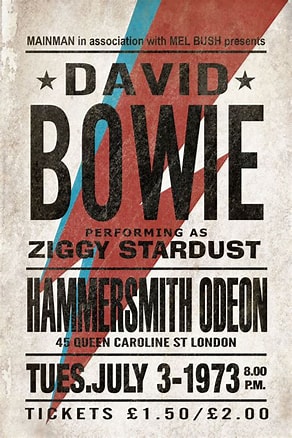 MAINMAN in association with MEL BUSH presents
★DAVID★
BOWIE
PERFORMING AS
ZIGGY STARDUST
HAMMERSMITH ODEON
45 QUEEN CAROLINE ST LONDON
TUES.JULY 3-1973 8.00 P.M.
TICKETS £1.50/£2.00